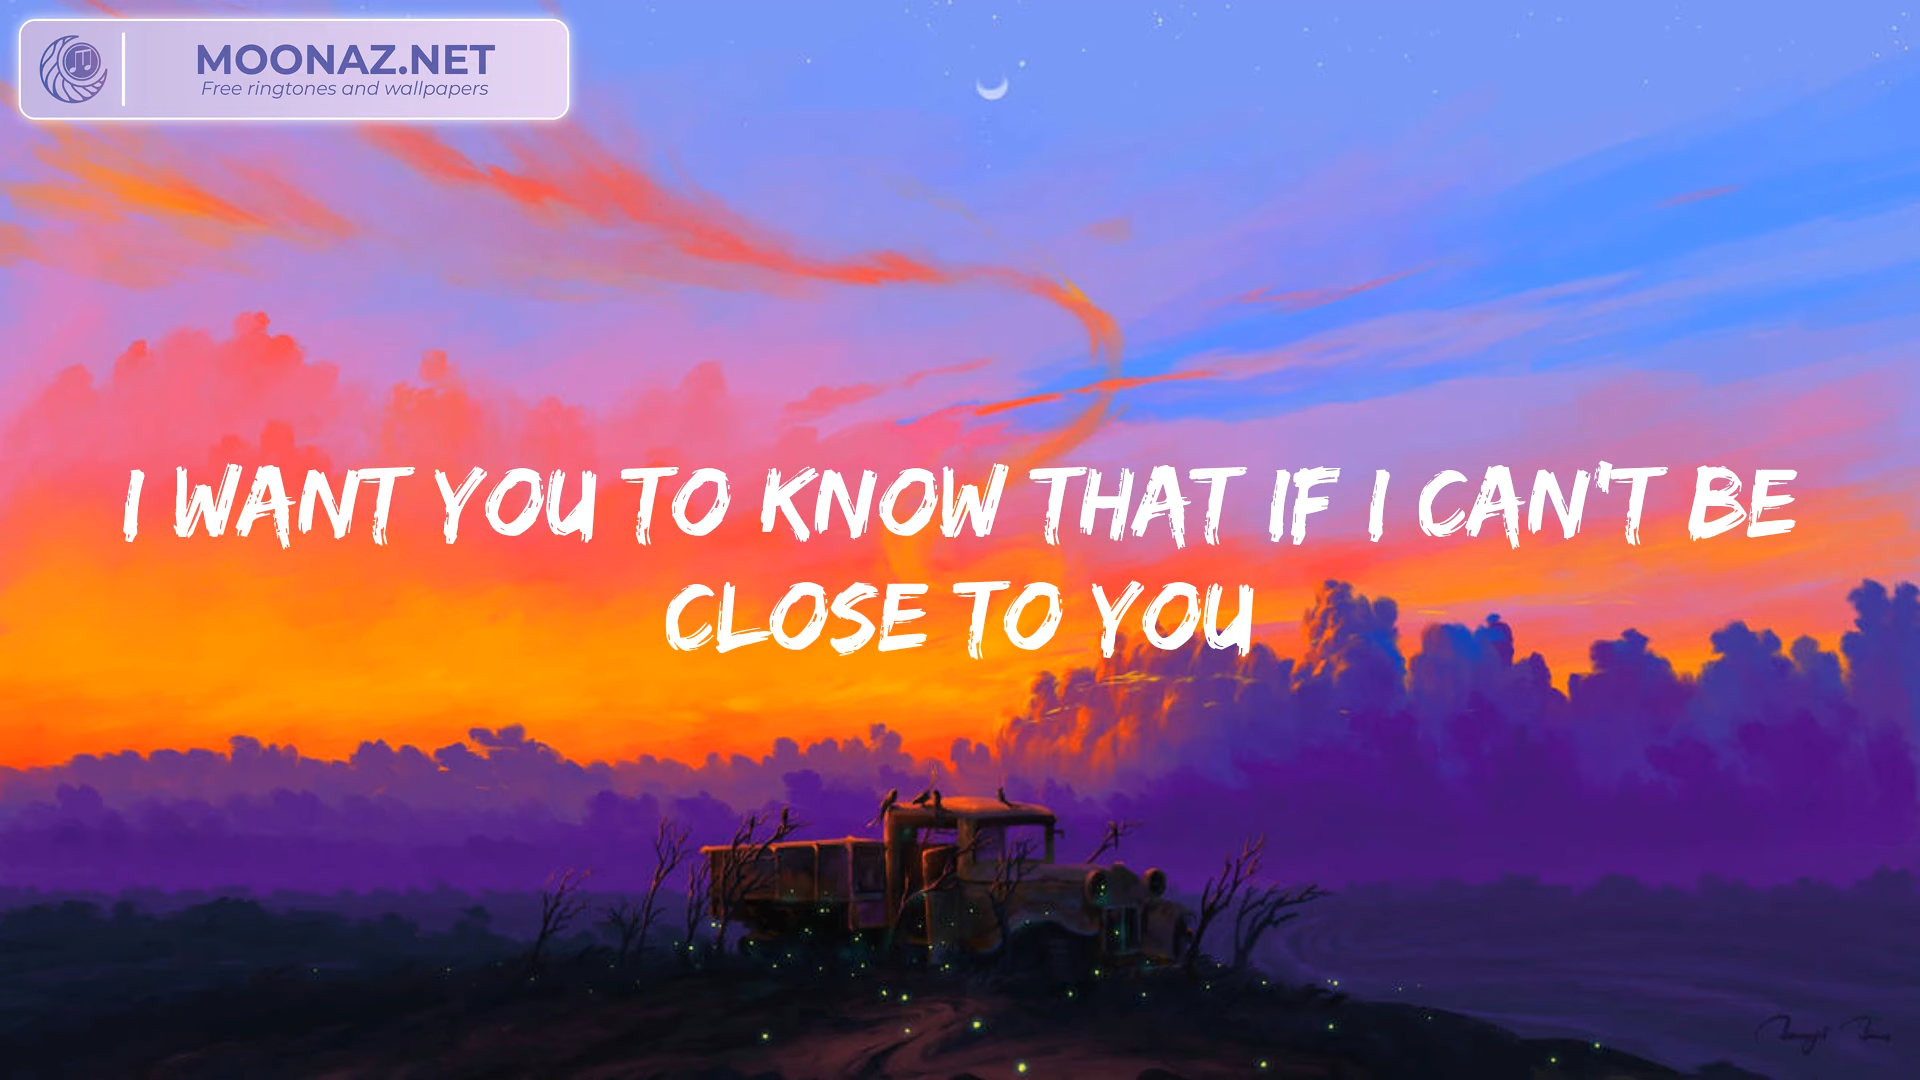 MOONAZ.NET
Free ringtones and wallpapers
I WANT YOU TO KNOW THAT IF I CAN'T BE
CLOSE TO YOU